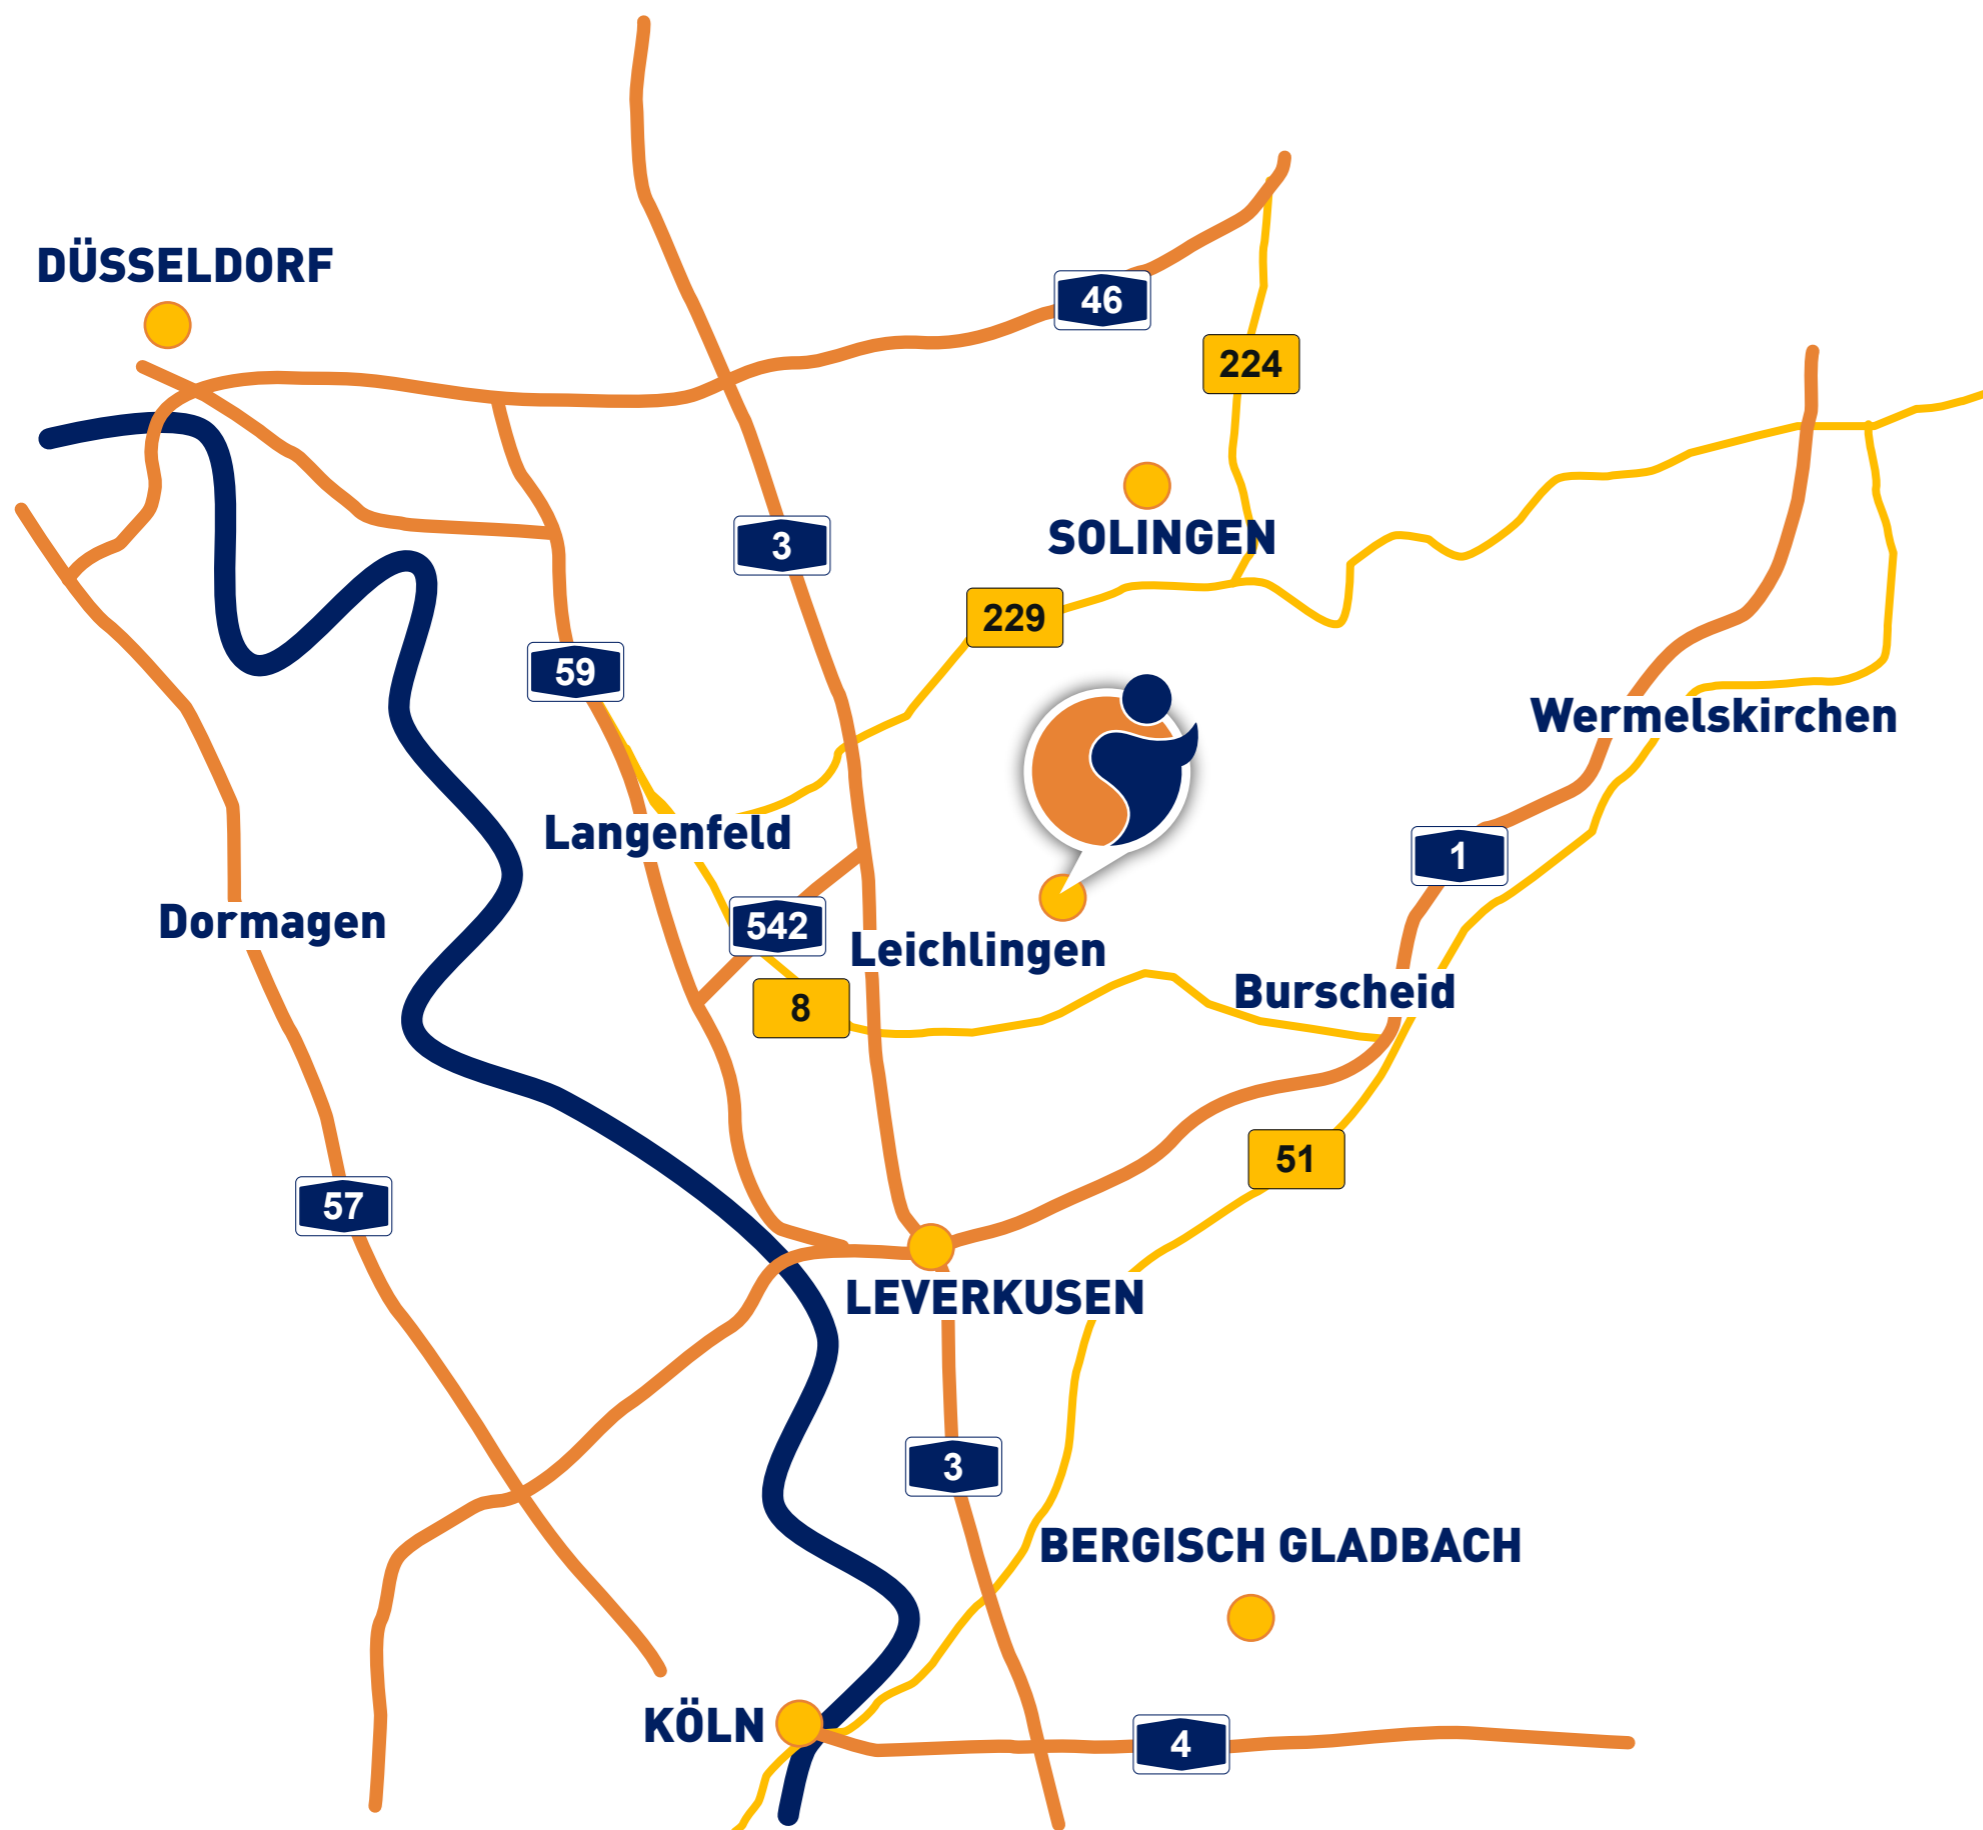 DÜSSELDORF
46
224
3
SOLINGEN
229
59
Wermelskirchen
Langenfeld
1
Dormagen
542
Leichlingen
Burscheid
8
51
57
LEVERKUSEN
3
BERGISCH GLADBACH
KÖLN
4